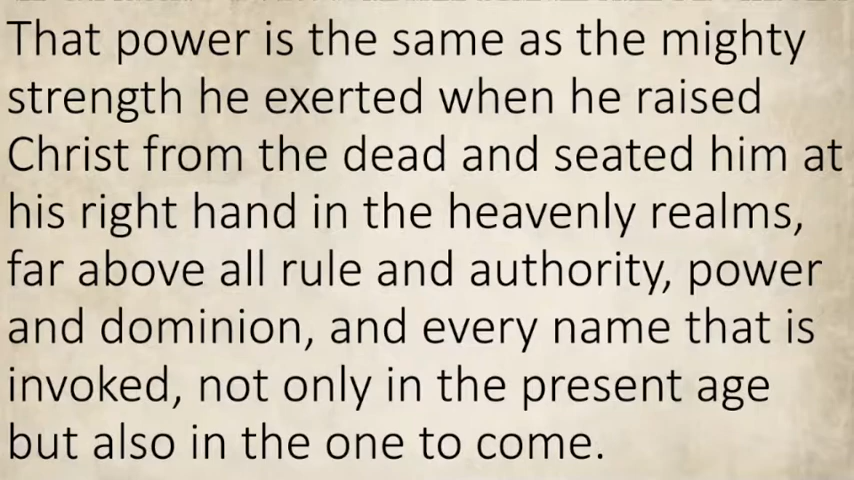 That power is the same as the mighty
strength he exerted when he raised
Christ from the dead and seated him at
his right hand in the heavenly realms,
far above all rule and authority, power
and dominion, and every name that is
invoked, not only in the present age
but also in the one to come.